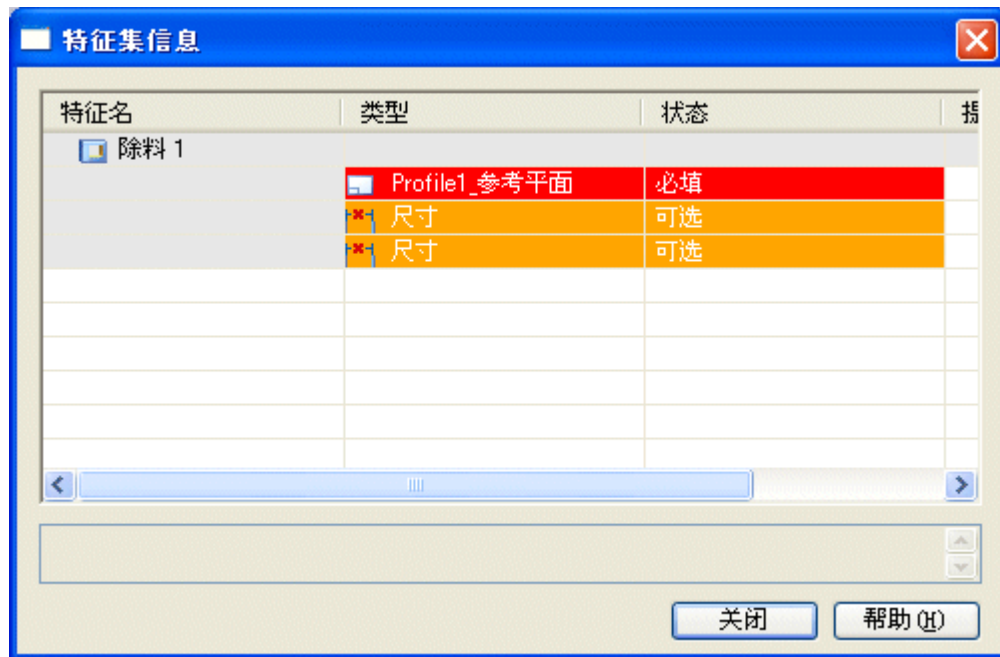 特征集信息
特征名 类型 状态
除料 1
Profile1_参考平面 必填
尺寸 可选
尺寸 可选
关闭 帮助(H)